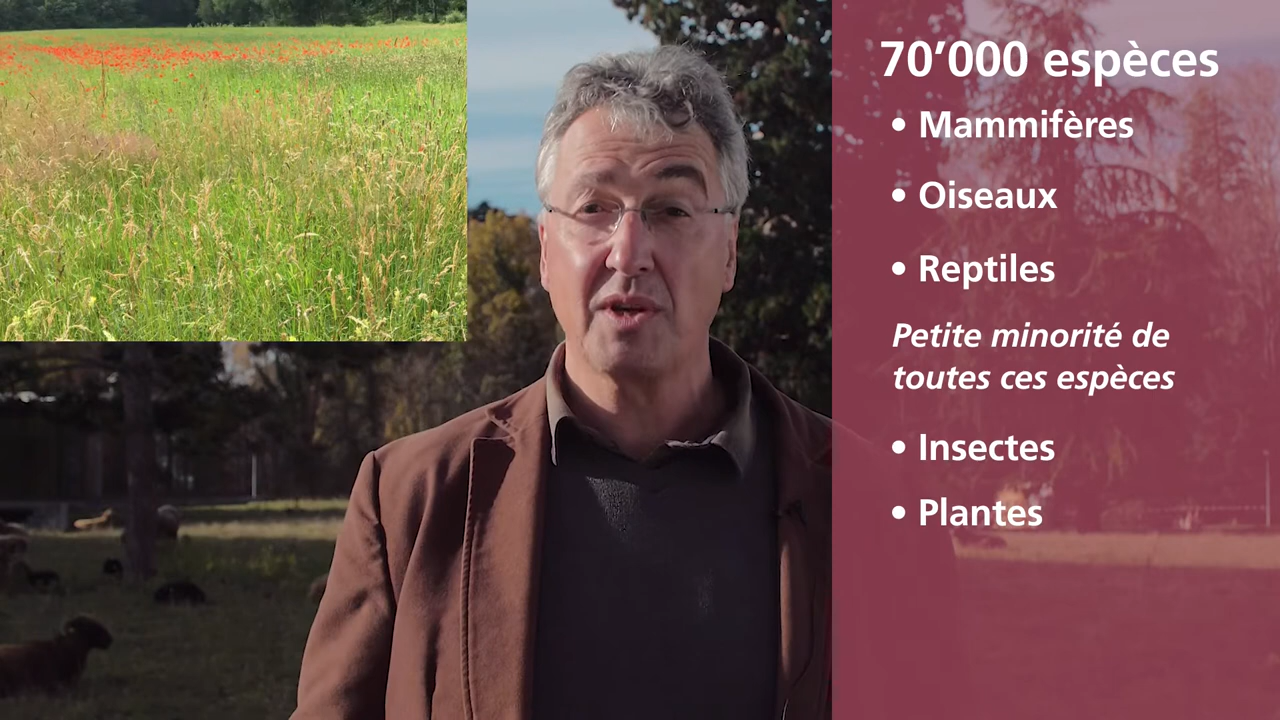 70’000 espèces
• Mammifères
• Oiseaux
• Reptiles
Petite minorité de
toutes ces espèces
• Insectes
• Plantes